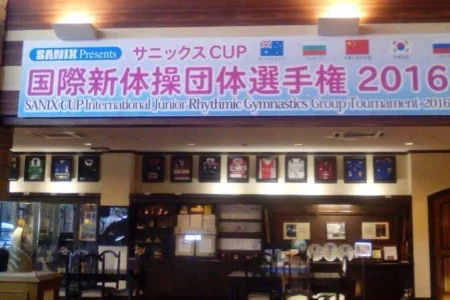 SANIX Presents サニックスCUP
国際新体操団体選手権 2016
SANIX CUP International Junior Rhythmic Gymnastics Group Tournament 2016